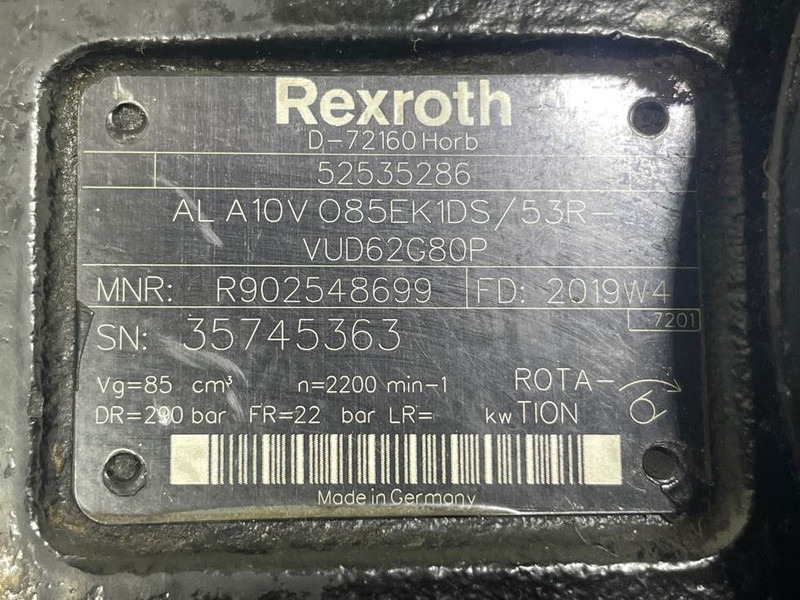 Rexroth
D-72160 Horb
52535286
AL A10V O85EK1DS/53R-
VUD62G80P
MNR: R902548699 FD: 2019W4
7201
SN: 35745363
Vg=85 cm³ n=2200 min-1 ROTA-
DR=290 bar FR=22 bar LR= kw TION
Made in Germany